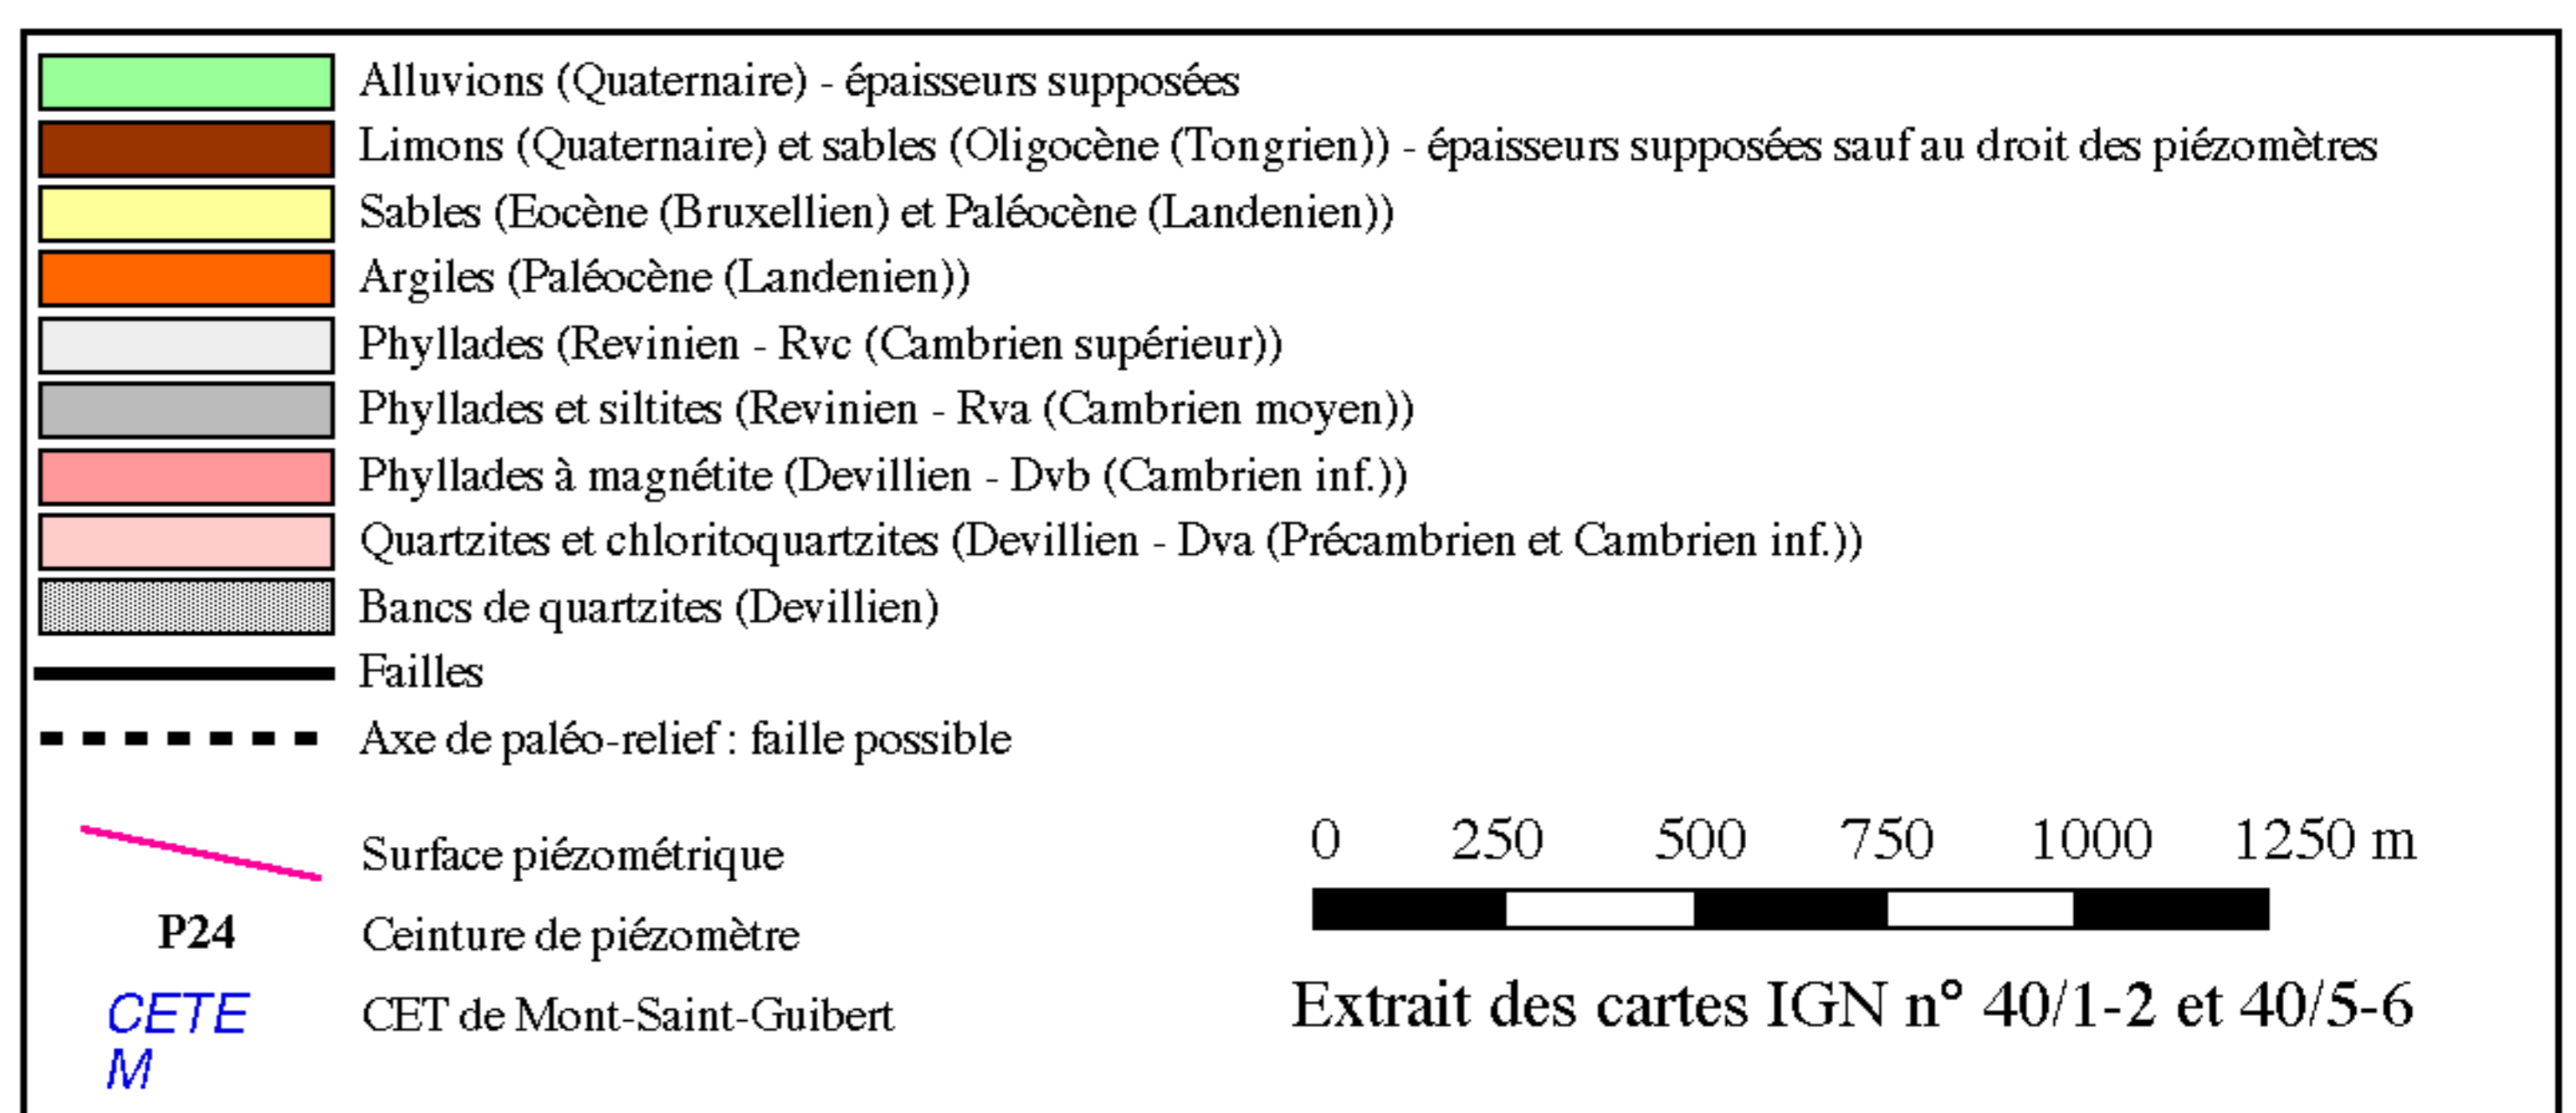 Alluvions (Quaternaire) - épaisseurs supposées
Limons (Quaternaire) et sables (Oligocène (Tongrien)) - épaisseurs supposées sauf au droit des piézomètres
Sables (Eocène (Bruxellien) et Paléocène (Landenien))
Argiles (Paléocène (Landenien))
Phyllades (Revinien - Rvc (Cambrien supérieur))
Phyllades et siltites (Revinien - Rva (Cambrien moyen))
Phyllades à magnétite (Devillien - Dvb (Cambrien inf.))
Quartzites et chloritoquartzites (Devillien - Dva (Précambrien et Cambrien inf.))
Bancs de quartzites (Devillien)
Failles
Axe de paléo-relief : faille possible
Surface piézométrique
P24 Ceinture de piézomètre
CETE CET de Mont-Saint-Guibert
M
0 250 500 750 1000 1250 m
Extrait des cartes IGN n° 40/1-2 et 40/5-6